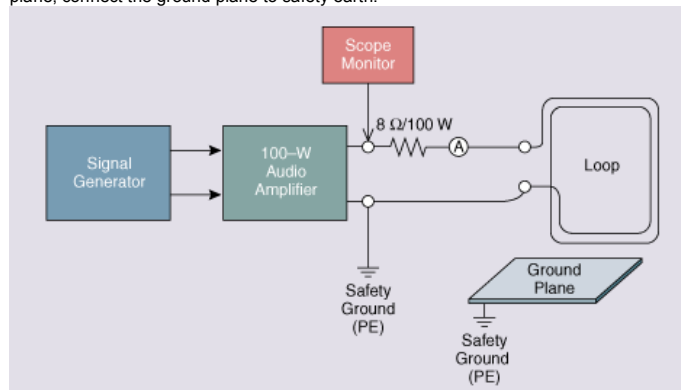 plane, connect the ground plane to safety earth.
Scope
Monitor
8 Ω/100 W
A
Signal
Generator
100–W
Audio
Amplifier
Loop
Ground
Plane
Safety
Ground
(PE)
Safety
Ground
(PE)